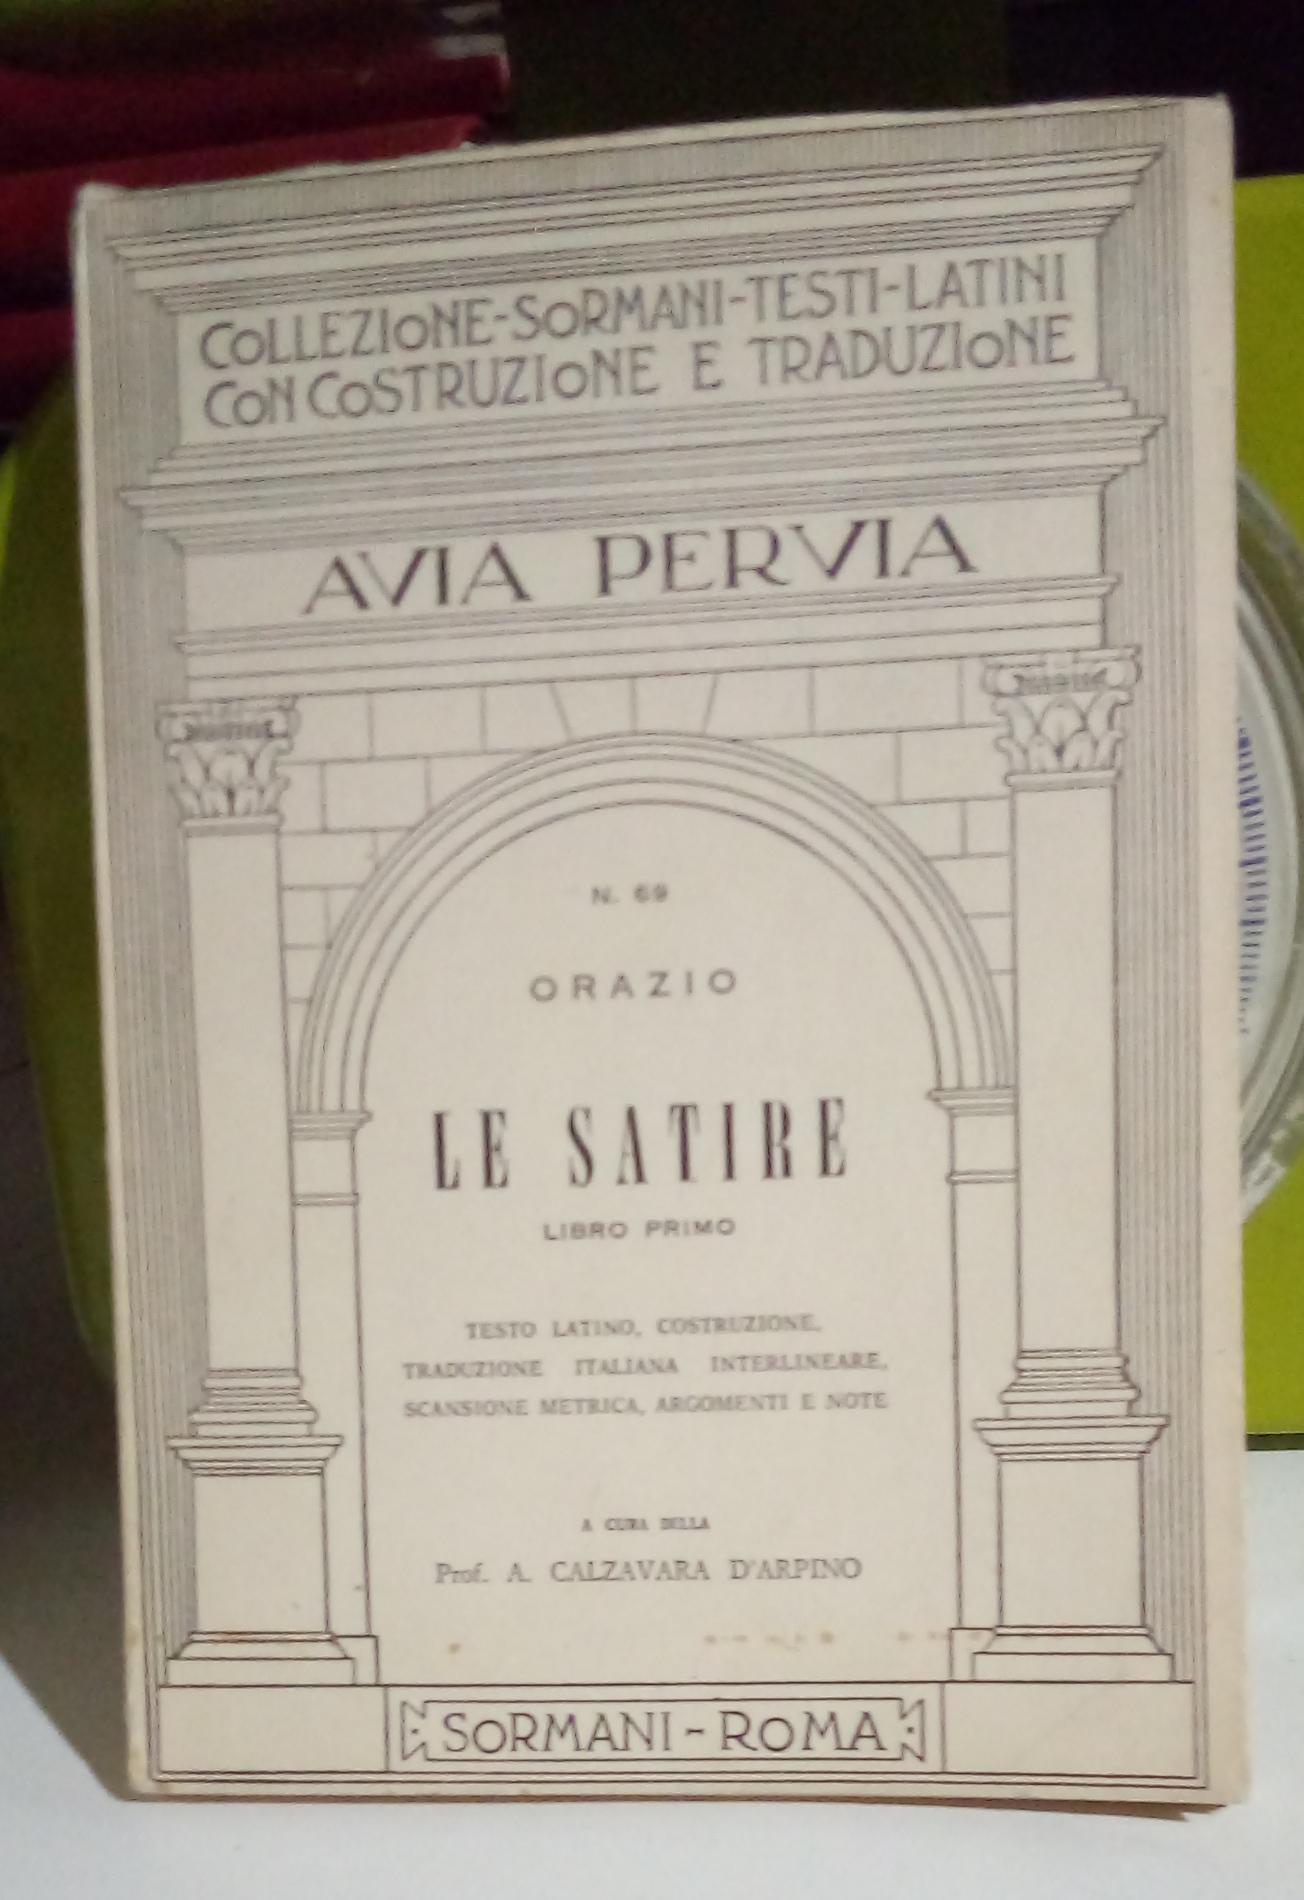 COLLEZIONE-SORMANI-TESTI-LATINI
CON COSTRUZIONE E TRADUZIONE
AVIA PERVIA
N. 69
ORAZIO
LE SATIRE
LIBRO PRIMO
TESTO LATINO, COSTRUZIONE,
TRADUZIONE ITALIANA INTERLINEARE,
SCANSIONE METRICA, ARGOMENTI E NOTE
A CURA DELLA
Prof. A. CALZAVARA D'ARPINO
SORMANI - ROMA